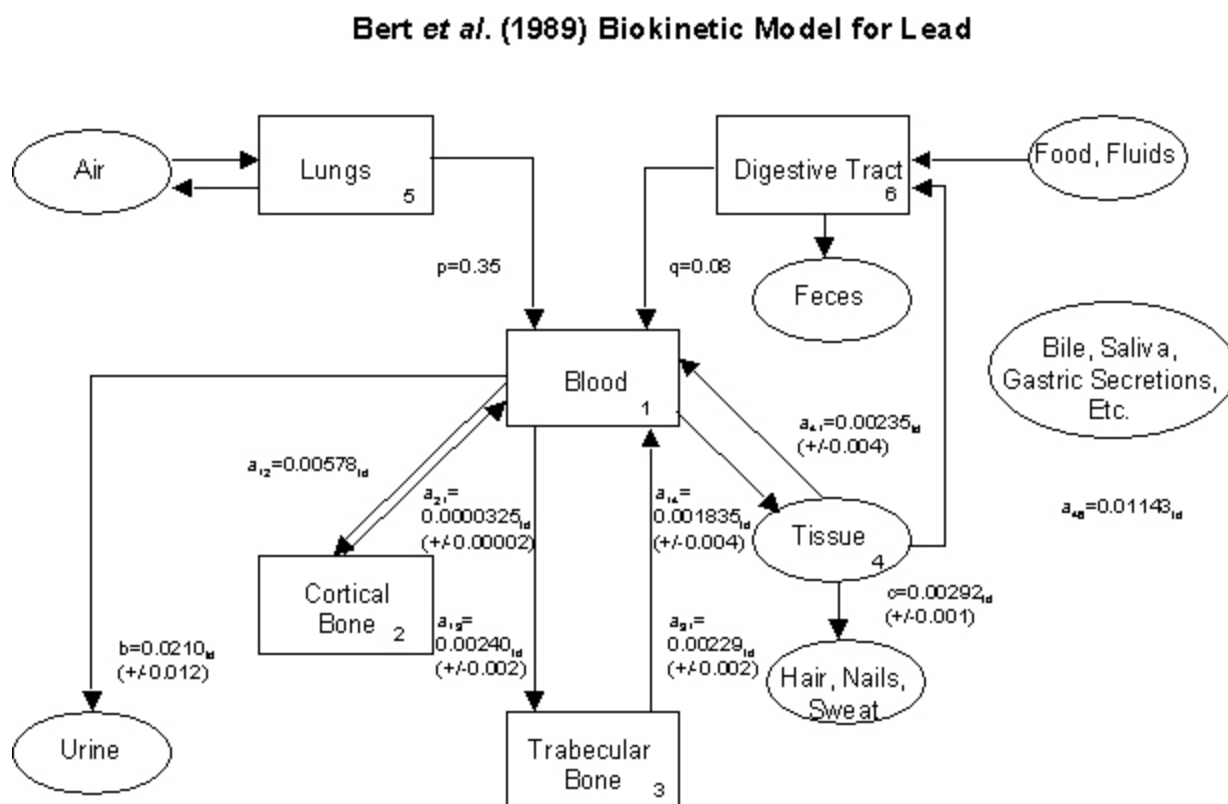 Bert et al. (1989) Biokinetic Model for Lead
Air
Lungs
5
Digestive Tract
6
Food, Fluids
p=0.35
q=0.08
Feces
Blood
1
Bile, Saliva,
Gastric Secretions,
Etc.
a₄₁=0.00235
(+/-0.004)
a₁₂=0.00578
a₂₁=
0.0000325
(+/-0.00002)
a₁₄=
0.001835
(+/-0.004)
Tissue
4
a₄₆=0.01143
Cortical
Bone
2
c=0.00292
(+/-0.001)
a₁₃=
0.00240
(+/-0.002)
a₃₁=
0.00229
(+/-0.002)
b=0.0210
(+/-0.012)
Hair, Nails,
Sweat
Urine
Trabecular
Bone
3